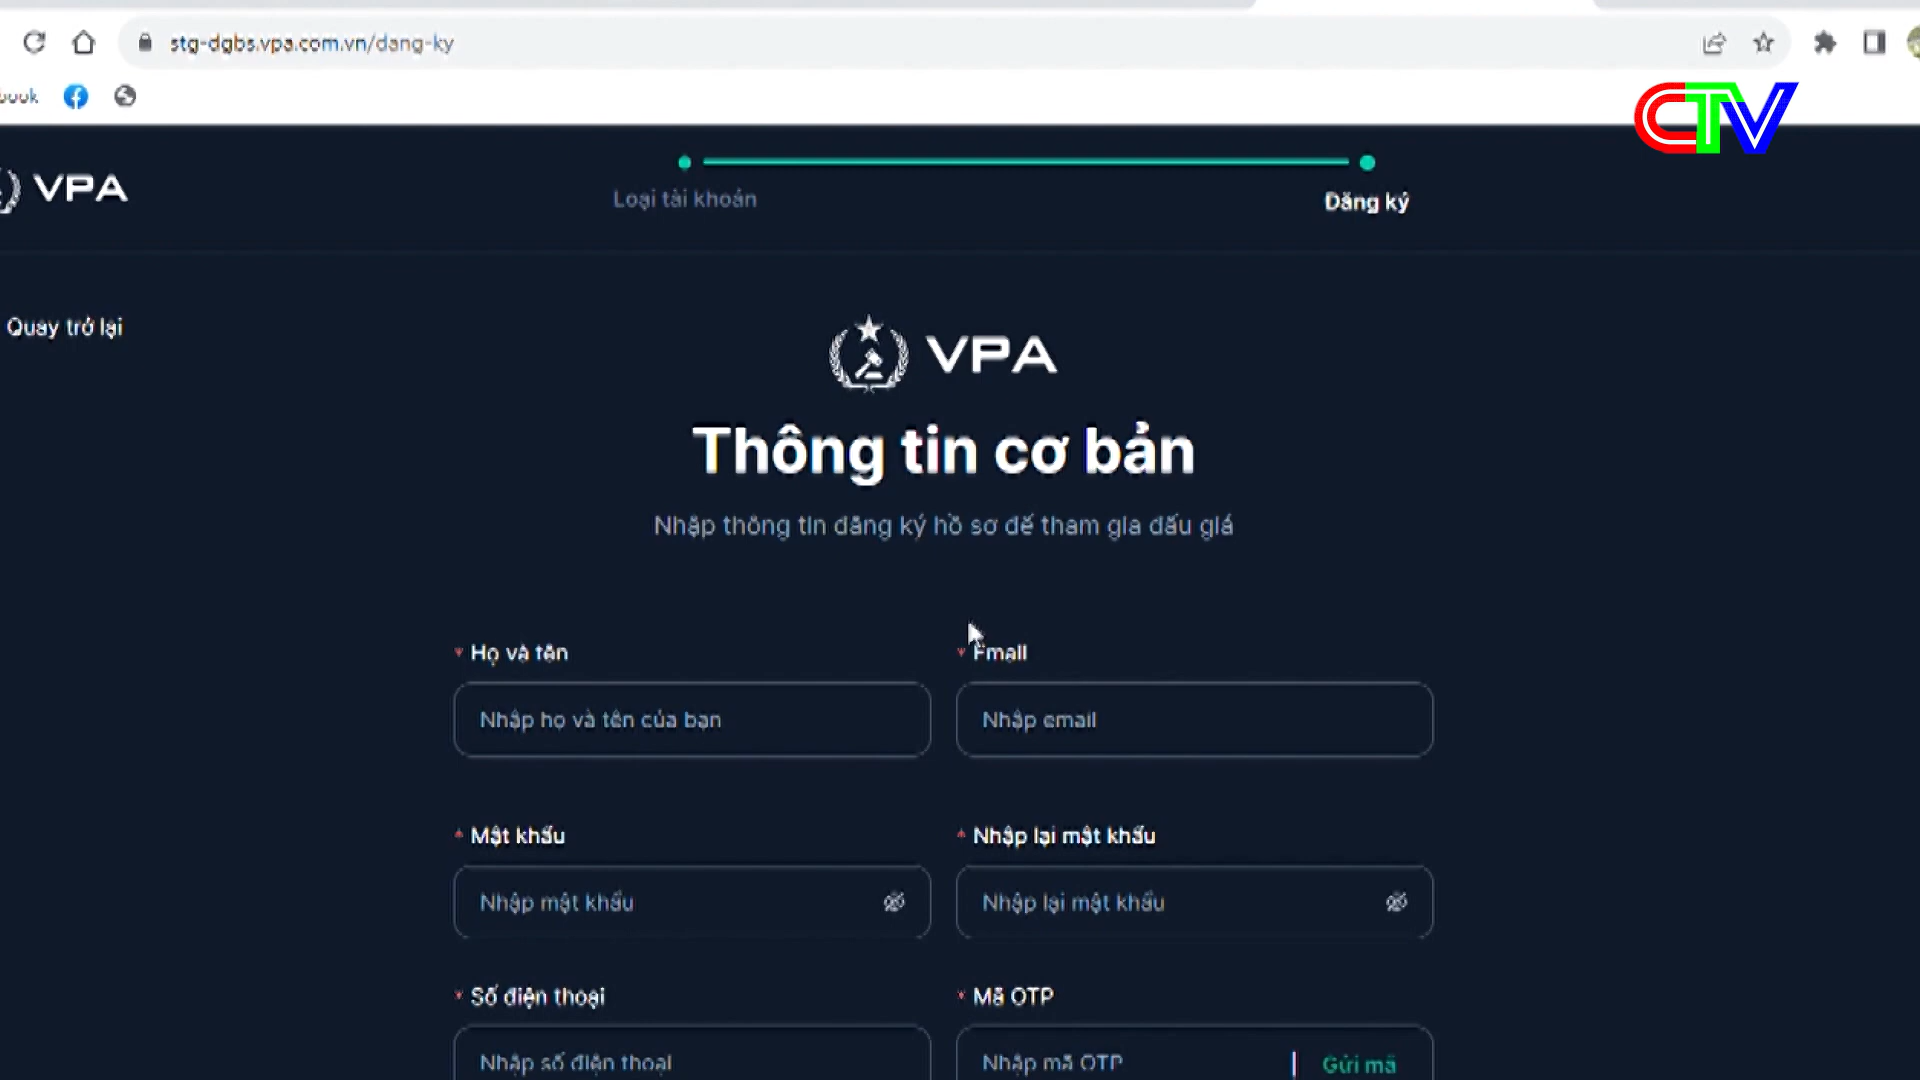 stg-dgbs.vpa.com.vn/dang-ky
CTV
VPA
Loại tài khoản
Đăng ký
Quay trở lại
VPA
Thông tin cơ bản
Nhập thông tin đăng ký hồ sơ để tham gia đấu giá
* Họ và tên
* Email
Nhập họ và tên của bạn
Nhập email
* Mật khẩu
* Nhập lại mật khẩu
Nhập mật khẩu
Nhập lại mật khẩu
* Số điện thoại
* Mã OTP
Nhập số điện thoại
Nhập mã OTP
Gửi mã